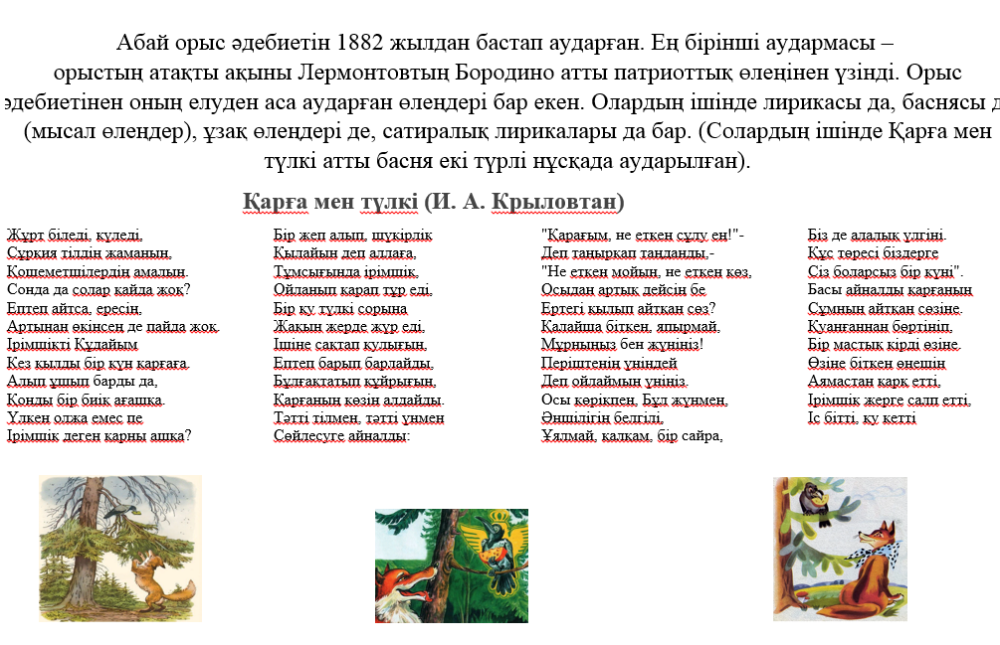 Абай орыс әдебиетін 1882 жылдан бастап аударған. Ең бірінші аудармасы –
орыстың атақты ақыны Лермонтовтың Бородино атты патриоттық өлеңінен үзінді. Орыс
әдебиетінен оның елуден аса аударған өлеңдері бар екен. Олардың ішінде лирикасы да, баснясы д
(мысал өлеңдер), ұзақ өлеңдері де, сатиралық лирикалары да бар. (Солардың ішінде Қарға мен
түлкі атты басня екі түрлі нұсқада аударылған).
Қарға мен түлкі (И. А. Крыловтан)
Жұрт біледі, күледі,
Сұрқия тілдің жаманын.
Қошеметшілердің амалын.
Сонда да солар қайда жоқ?
Ептеп айтса, ересін,
Артынан өкінсең де пайда жоқ.
Ірімшікті Құдайым
Кез қылды бір күн қарғаға.
Алып ұшып барды да,
Қонды бір биік ағашқа.
Үлкен олжа емес пе
Ірімшік деген қарны ашқа?
Бір жеп алып, шүкірлік
Қылайын деп аллаға,
Тұмсығында ірімшік,
Ойланып қарап тұр еді.
Бір қу түлкі сорына
Жақын жерде жүр еді.
Ішіне сақтап қулығын,
Ептеп барып барлайды,
Бұлғақтатып құйрығын,
Қарғаның көзін алдайды.
Тәтті тілмен, тәтті үнмен
Сөйлесуге айналды:
"Қарағым, не еткен сұлу ең!"-
Деп таңырқап таңданды.-
"Не еткен мойын, не еткен көз,
Осыдан артық дейсің бе
Ертегі қылып айтқан сөз?
Қалайша біткен, япырмай,
Мұрныңыз бен жүніңіз!
Періштенің үніндей
Деп ойлаймын үніңіз.
Осы көрікпен, Бұл жүнмен,
Әншілігің белгілі,
Ұялмай, қалқам, бір сайра,
Біз де алалық үлгіні.
Құс төресі біздерге
Сіз боларсыз бір күні".
Басы айналды қарғаның
Сұмның айтқан сөзіне.
Қуанғаннан бөртініп,
Бір мастық кірді өзіне.
Өзіне біткен өнешін
Аямастан қарқ етті,
Ірімшік жерге салп етті,
Іс бітті, қу кетті